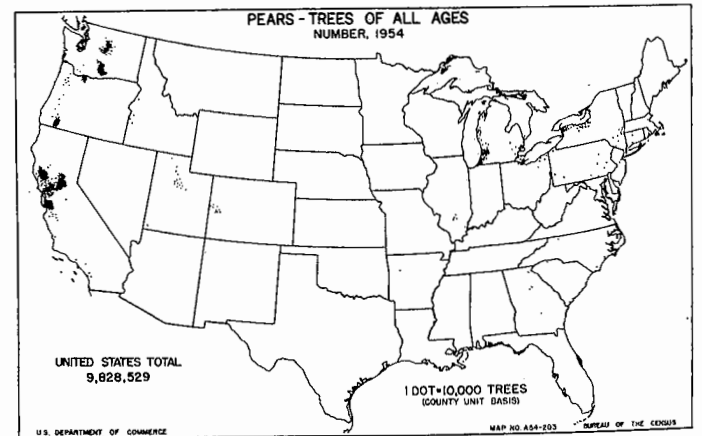 PEARS - TREES OF ALL AGES
NUMBER, 1954
UNITED STATES TOTAL
9,828,529
1 DOT=10,000 TREES
(COUNTY UNIT BASIS)
U.S. DEPARTMENT OF COMMERCE
MAP NO. A54-203
BUREAU OF THE CENSUS